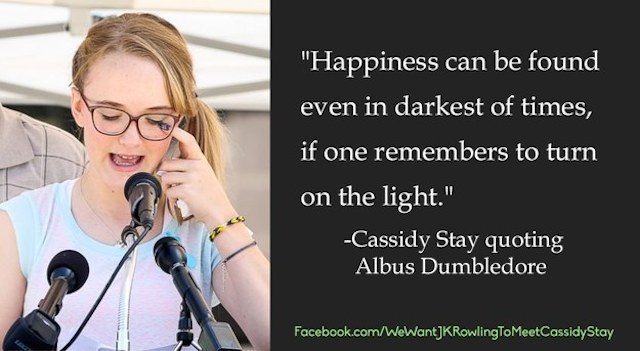 "Happiness can be found
even in darkest of times,
if one remembers to turn
on the light."
-Cassidy Stay quoting
Albus Dumbledore
Facebook.com/WeWantJKRowlingToMeetCassidyStay